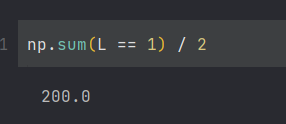 1 np.sum(L == 1) / 2
200.0